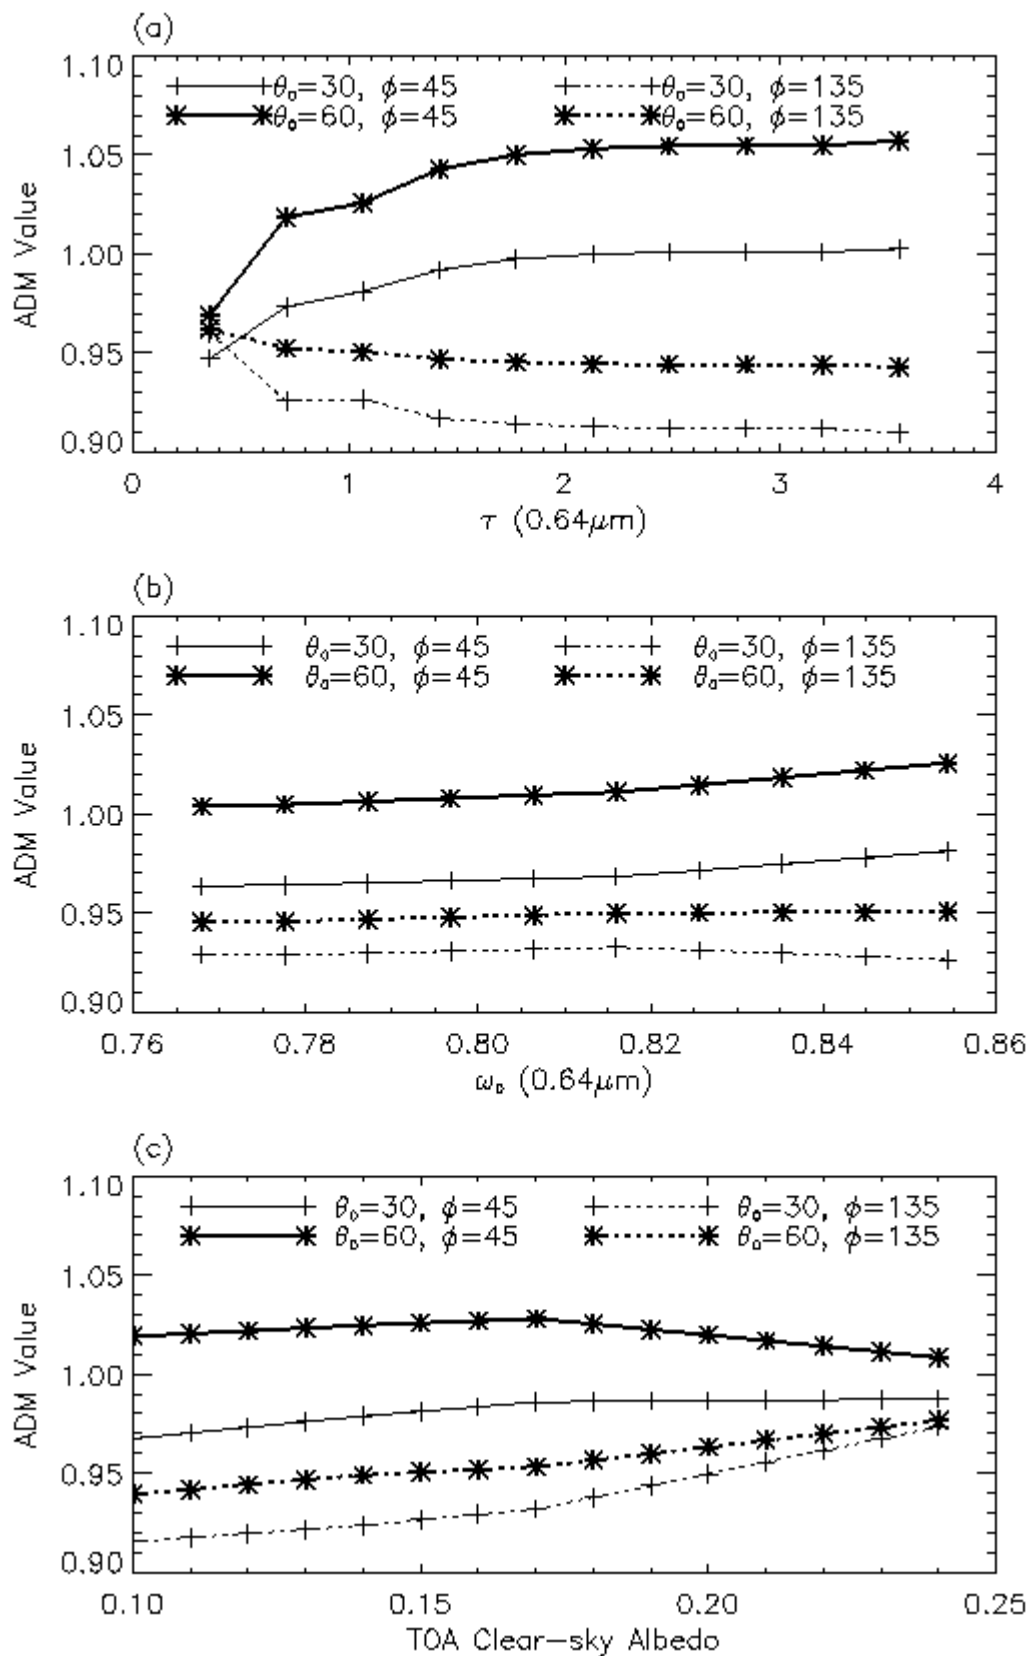 (a)
1.10
θ₀=30, φ=45 θ₀=30, φ=135
θ₀=60, φ=45 θ₀=60, φ=135
1.05
1.00
0.95
0.90
ADM Value
0 1 2 3 4
τ (0.64μm)
(b)
1.10
θ₀=30, φ=45 θ₀=30, φ=135
θ₀=60, φ=45 θ₀=60, φ=135
1.05
1.00
0.95
0.90
ADM Value
0.76 0.78 0.80 0.82 0.84 0.86
ω₀ (0.64μm)
(c)
1.10
θ₀=30, φ=45 θ₀=30, φ=135
θ₀=60, φ=45 θ₀=60, φ=135
1.05
1.00
0.95
0.90
ADM Value
0.10 0.15 0.20 0.25
TOA Clear-sky Albedo